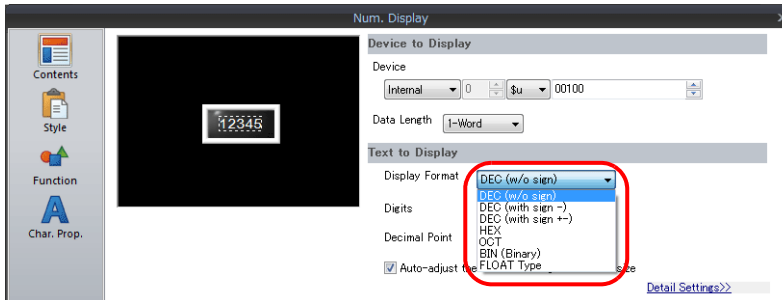 Num. Display
Contents
Style
Function
Char. Prop.
12345
Device to Display
Device
Internal 0 $u 00100
Data Length 1-Word
Text to Display
Display Format DEC (w/o sign)
DEC (w/o sign)
DEC (with sign -)
Digits
DEC (with sign +-)
HEX
Decimal Point
OCT
BIN (Binary)
FLOAT Type
Auto-adjust
Detail Settings>>